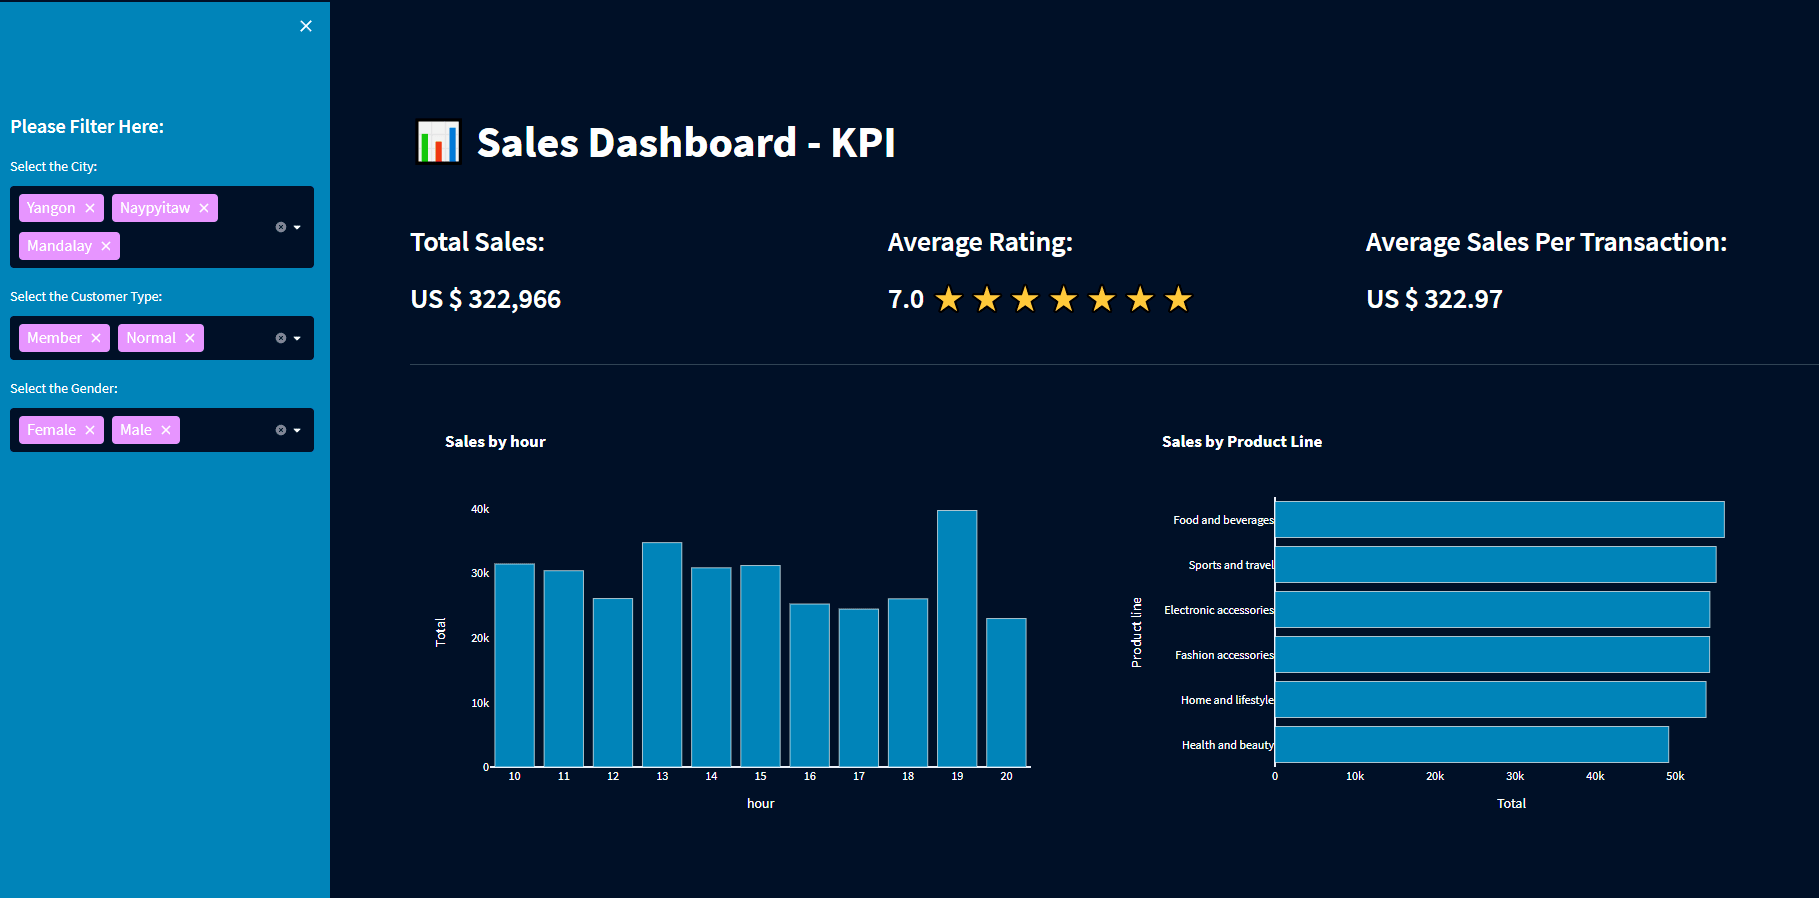 Please Filter Here:
Select the City:
Yangon Naypyitaw
Mandalay
Select the Customer Type:
Member Normal
Select the Gender:
Female Male
Sales Dashboard - KPI
Total Sales:
US $ 322,966
Average Rating:
7.0
Average Sales Per Transaction:
US $ 322.97
Sales by hour
40k
30k
20k
10k
0
Total
10 11 12 13 14 15 16 17 18 19 20
hour
Sales by Product Line
Product line
Food and beverages
Sports and travel
Electronic accessories
Fashion accessories
Home and lifestyle
Health and beauty
0 10k 20k 30k 40k 50k
Total